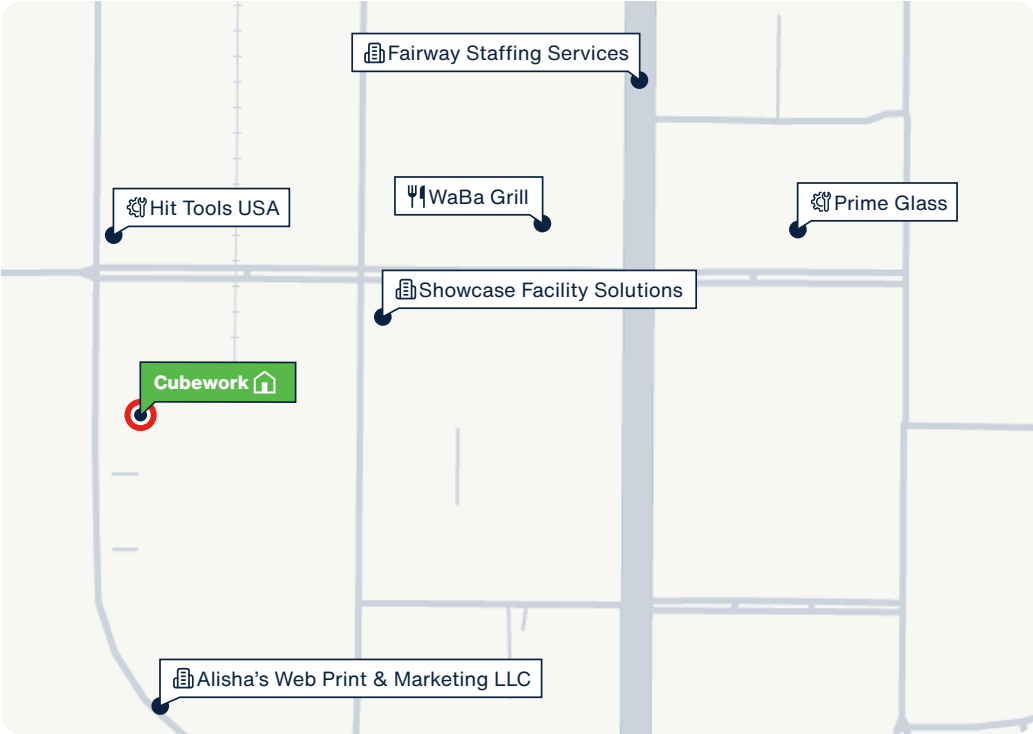 Fairway Staffing Services
WaBa Grill
Prime Glass
Hit Tools USA
Showcase Facility Solutions
Cubework
Alisha’s Web Print & Marketing LLC